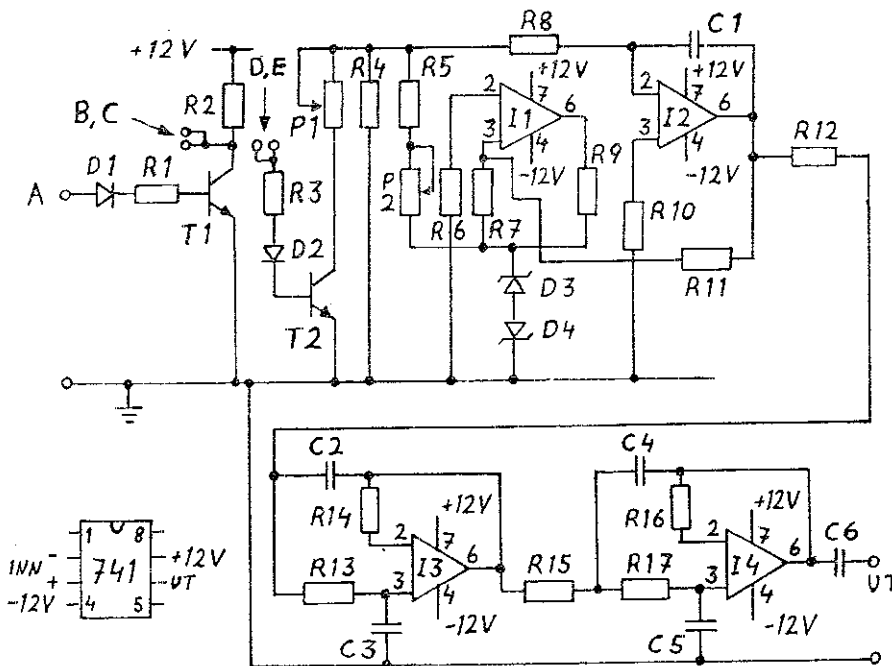 +12V
R2
D,E
B,C
D1
R1
A
T1
R3
D2
T2
P1
R4
R5
P2
R8
C1
2
3
I1
+12V
7
6
4
-12V
R6
R7
R9
2
3
I2
+12V
7
6
4
-12V
R10
R11
R12
D3
D4
C2
R14
R13
C3
2
3
I3
+12V
7
6
4
-12V
R15
C4
R16
R17
C5
2
3
I4
+12V
7
6
4
-12V
C6
UT
1 8
INN - 741 +12V
+ UT
-12V 4 5